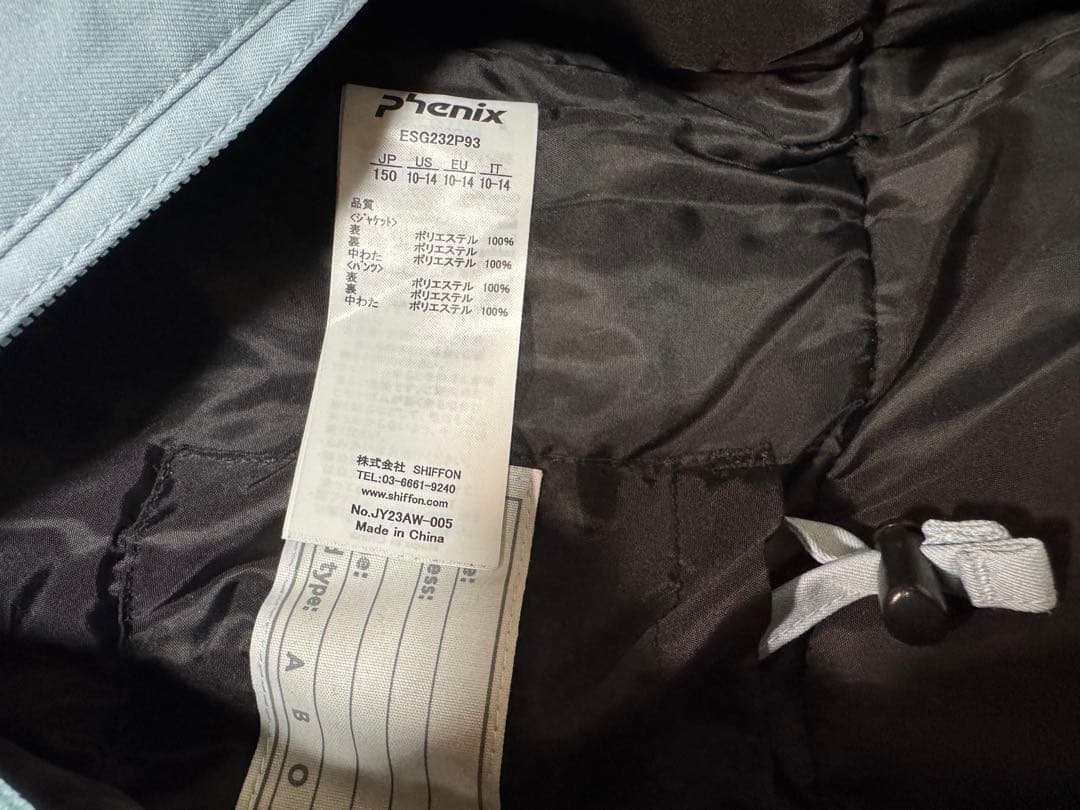 phenix
ESG232P93
JP US EU IT
150 10-14 10-14 10-14
品質
<ジャケット>
表 ポリエステル 100%
裏 ポリエステル
中わた ポリエステル 100%
<パンツ>
表 ポリエステル 100%
裏 ポリエステル
中わた ポリエステル 100%
株式会社 SHIFFON
TEL:03-6661-9240
www.shiffon.com
No.JY23AW-005
Made in China
type:
A B O